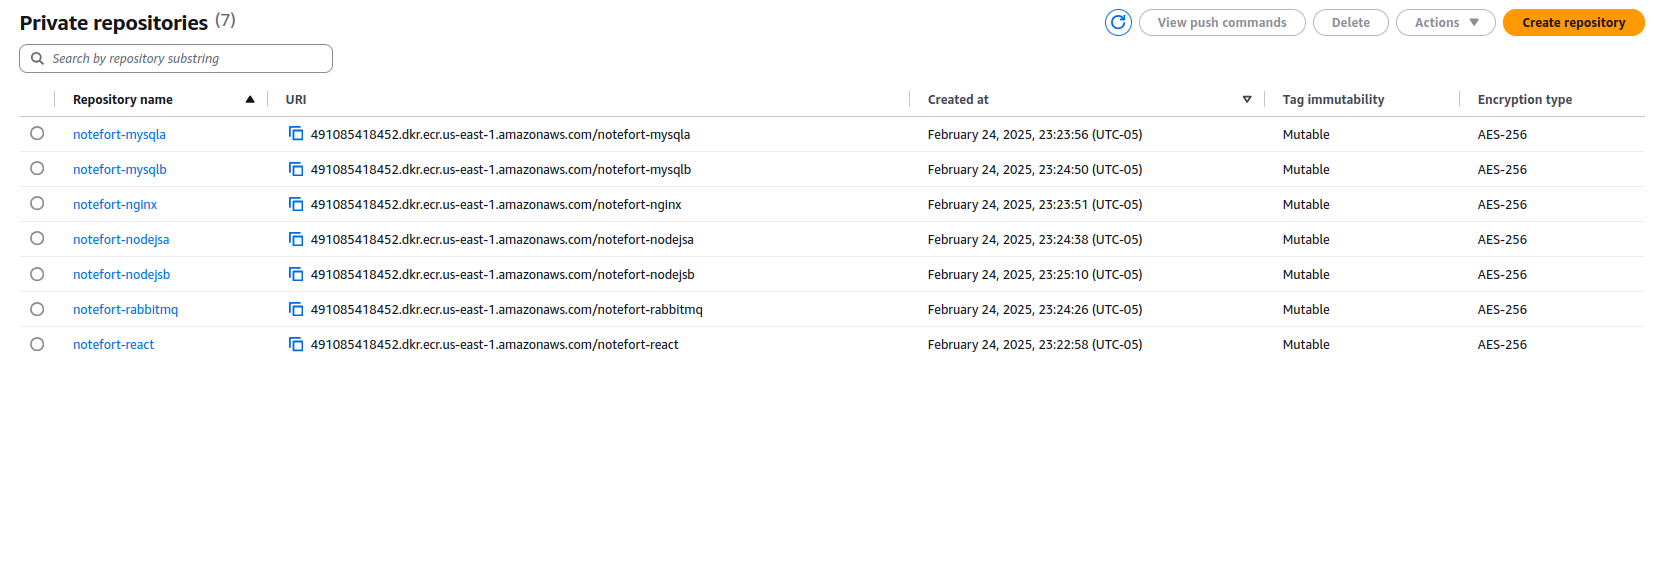 Private repositories (7)
View push commands
Delete
Actions
Create repository
Search by repository substring
Repository name URI Created at Tag immutability Encryption type
notefort-mysqla 491085418452.dkr.ecr.us-east-1.amazonaws.com/notefort-mysqla February 24, 2025, 23:23:56 (UTC-05) Mutable AES-256
notefort-mysqlb 491085418452.dkr.ecr.us-east-1.amazonaws.com/notefort-mysqlb February 24, 2025, 23:24:50 (UTC-05) Mutable AES-256
notefort-nginx 491085418452.dkr.ecr.us-east-1.amazonaws.com/notefort-nginx February 24, 2025, 23:23:51 (UTC-05) Mutable AES-256
notefort-nodejsa 491085418452.dkr.ecr.us-east-1.amazonaws.com/notefort-nodejsa February 24, 2025, 23:24:38 (UTC-05) Mutable AES-256
notefort-nodejsb 491085418452.dkr.ecr.us-east-1.amazonaws.com/notefort-nodejsb February 24, 2025, 23:25:10 (UTC-05) Mutable AES-256
notefort-rabbitmq 491085418452.dkr.ecr.us-east-1.amazonaws.com/notefort-rabbitmq February 24, 2025, 23:24:26 (UTC-05) Mutable AES-256
notefort-react 491085418452.dkr.ecr.us-east-1.amazonaws.com/notefort-react February 24, 2025, 23:22:58 (UTC-05) Mutable AES-256